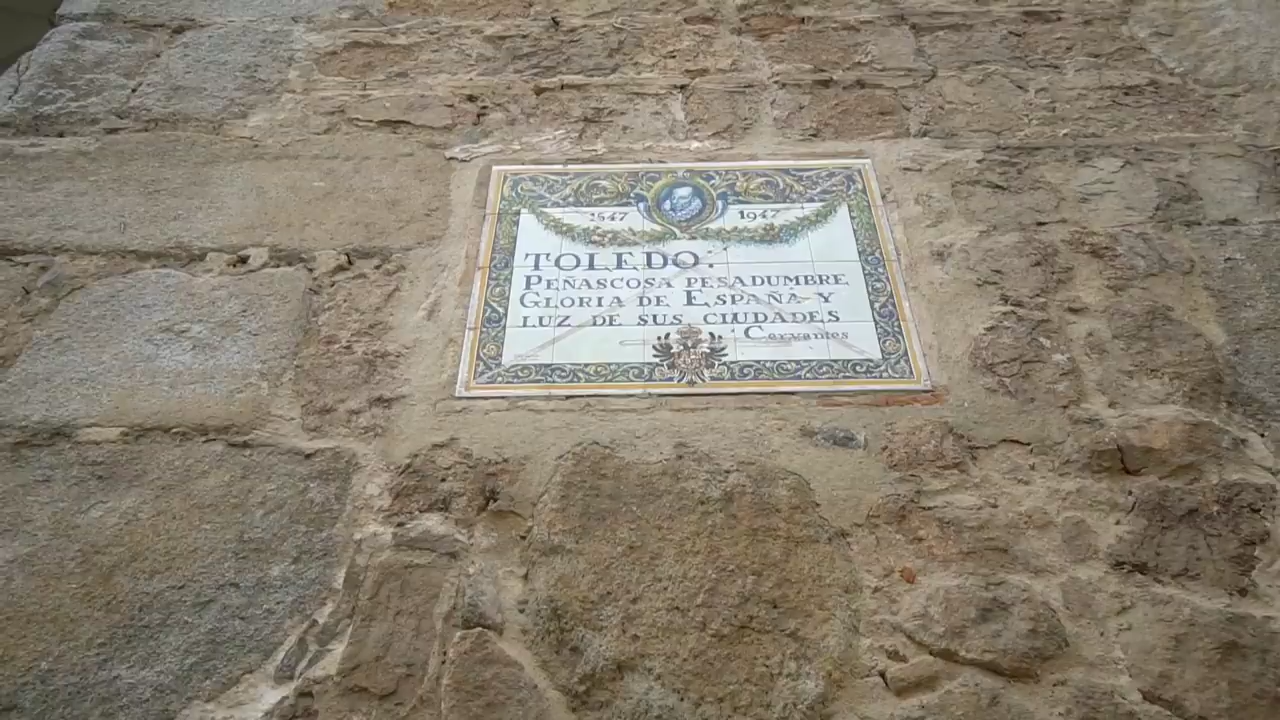 1547 1947
TOLEDO:
PEÑASCOSA PESADUMBRE
GLORIA DE ESPAÑA Y
LUZ DE SUS CIUDADES
Cervantes